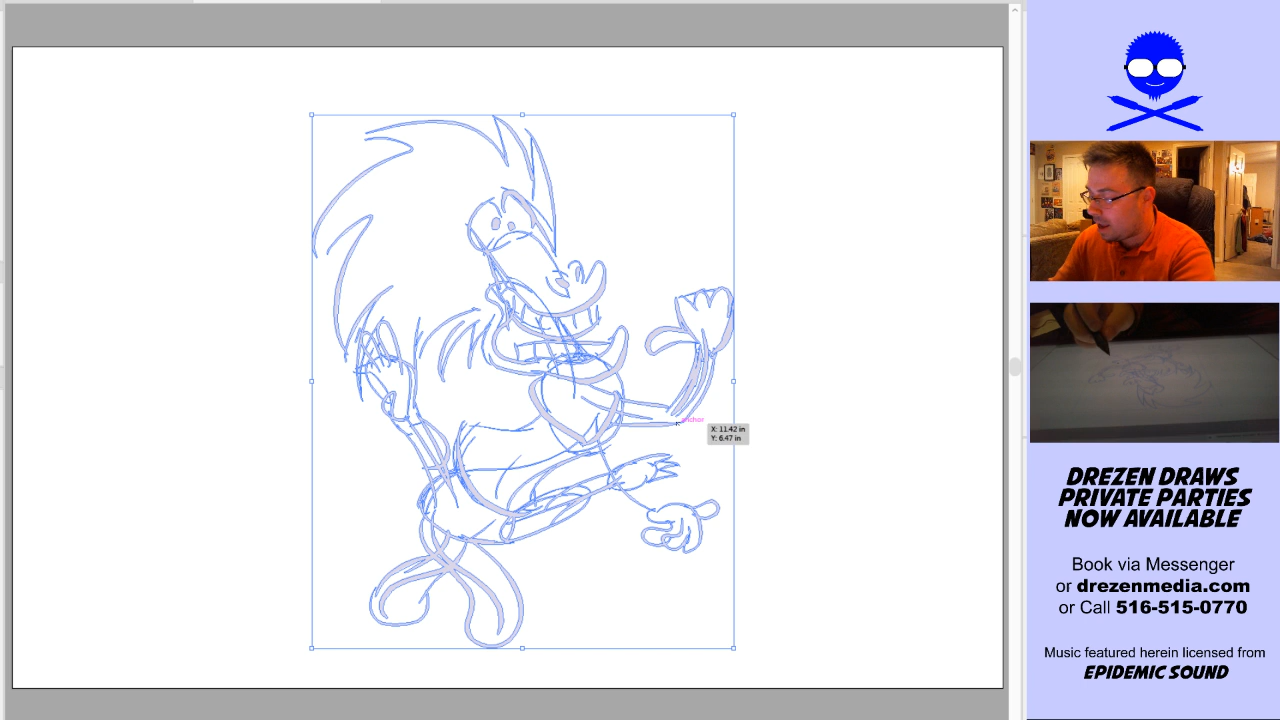 anchor
X: 11.42 in
Y: 6.47 in
DREZEN DRAWS
PRIVATE PARTIES
NOW AVAILABLE
Book via Messenger
or drezenmedia.com
or Call 516-515-0770
Music featured herein licensed from
EPIDEMIC SOUND